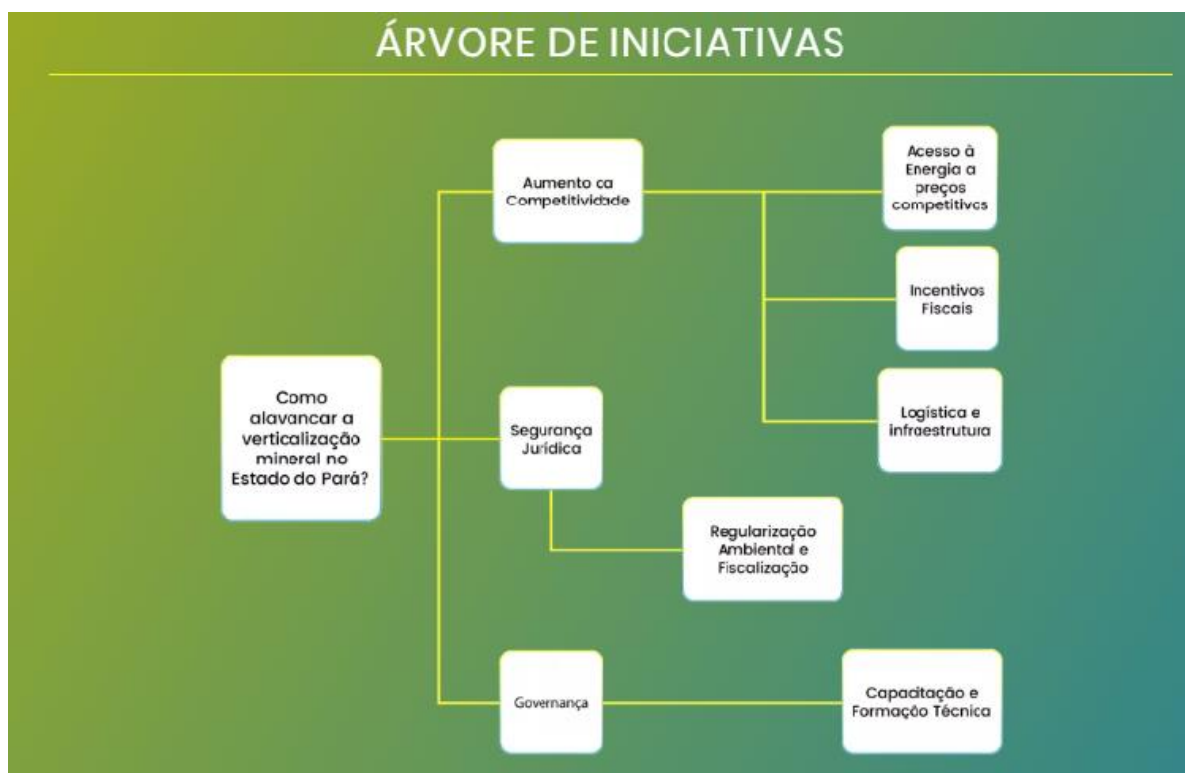 ÁRVORE DE INICIATIVAS
Aumento ca
Competitividade
Acesso à
Energia a
preços
competitivos
Incentivos
Fiscais
Logística e
infraestrutura
Como
alavancar a
verticalização
mineral no
Estado do Pará?
Segurança
Jurídica
Regularização
Ambiental e
Fiscalização
Governança
Capacitação e
Formação Técnica